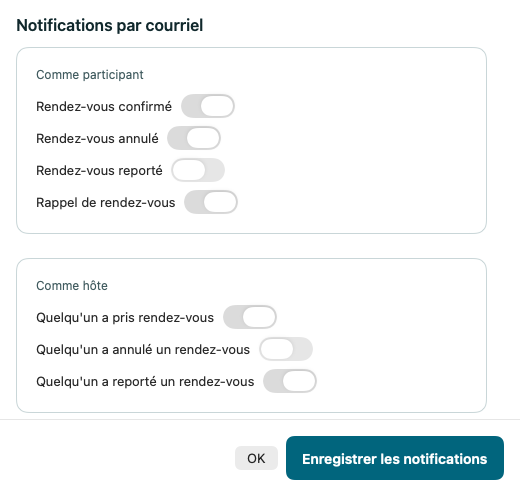 Notifications par courriel
Comme participant
Rendez-vous confirmé
Rendez-vous annulé
Rendez-vous reporté
Rappel de rendez-vous
Comme hôte
Quelqu'un a pris rendez-vous
Quelqu'un a annulé un rendez-vous
Quelqu'un a reporté un rendez-vous
OK
Enregistrer les notifications